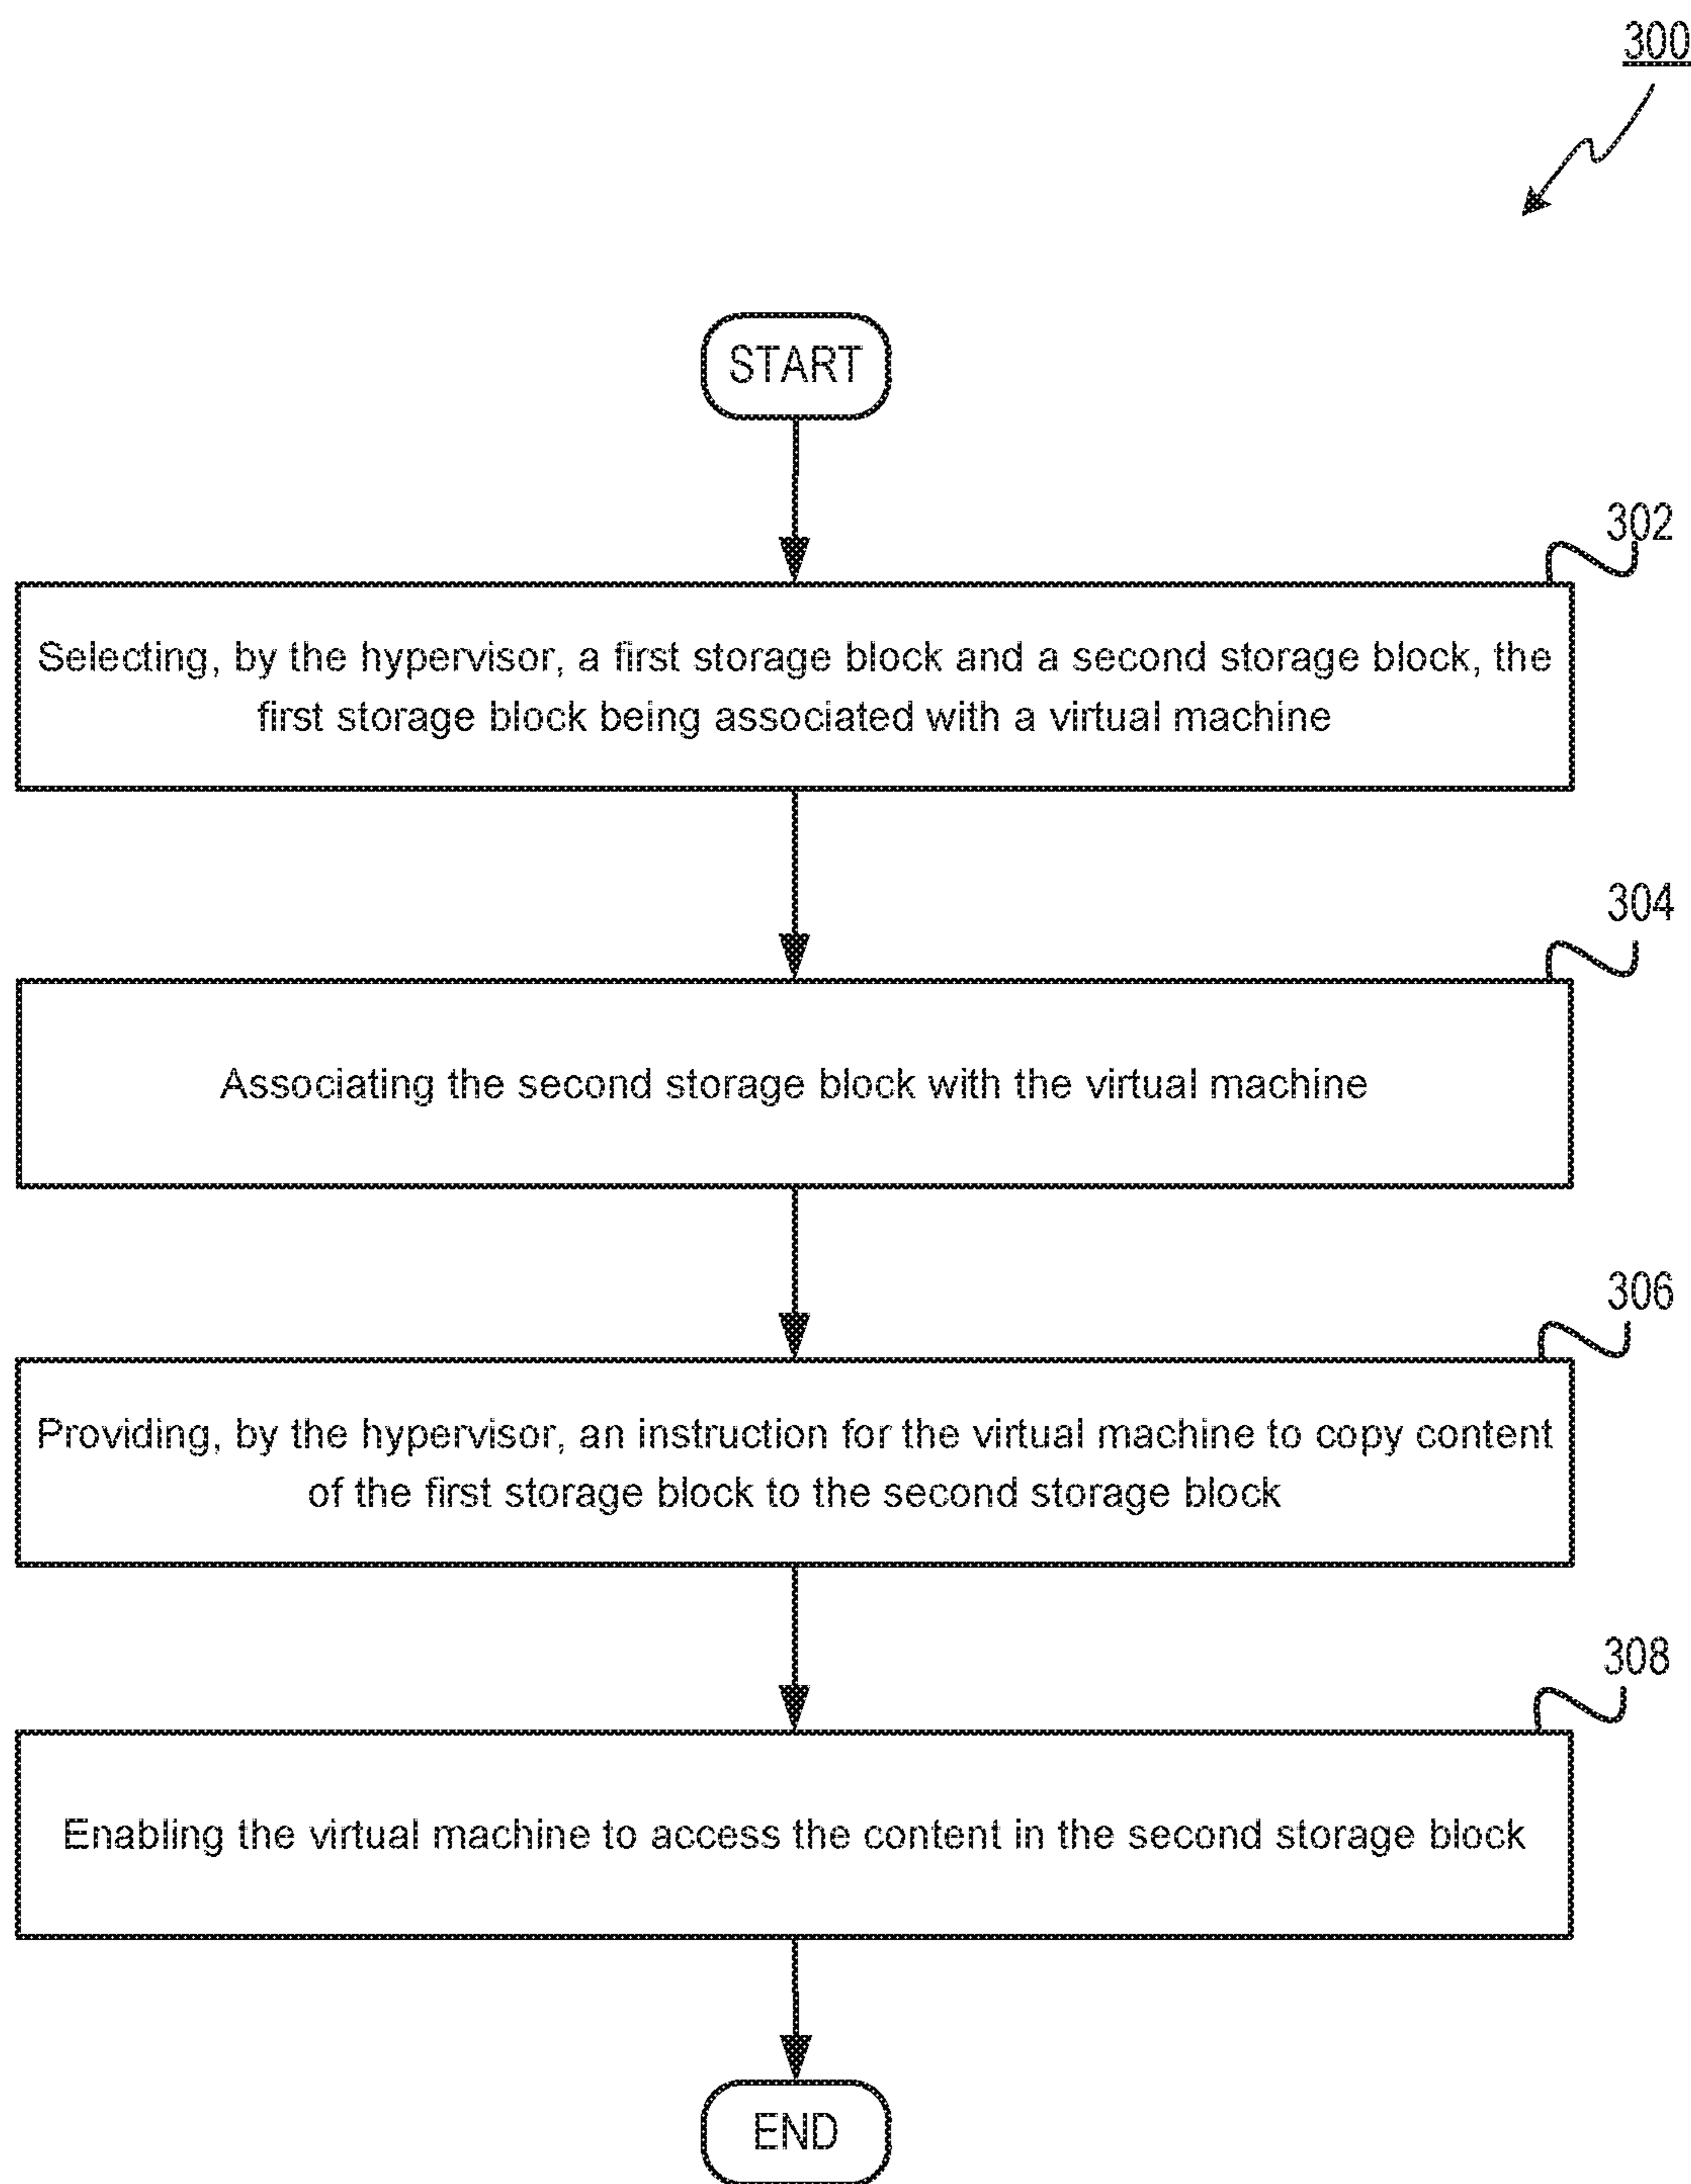 300
START
302
Selecting, by the hypervisor, a first storage block and a second storage block, the
first storage block being associated with a virtual machine
304
Associating the second storage block with the virtual machine
306
Providing, by the hypervisor, an instruction for the virtual machine to copy content
of the first storage block to the second storage block
308
Enabling the virtual machine to access the content in the second storage block
END